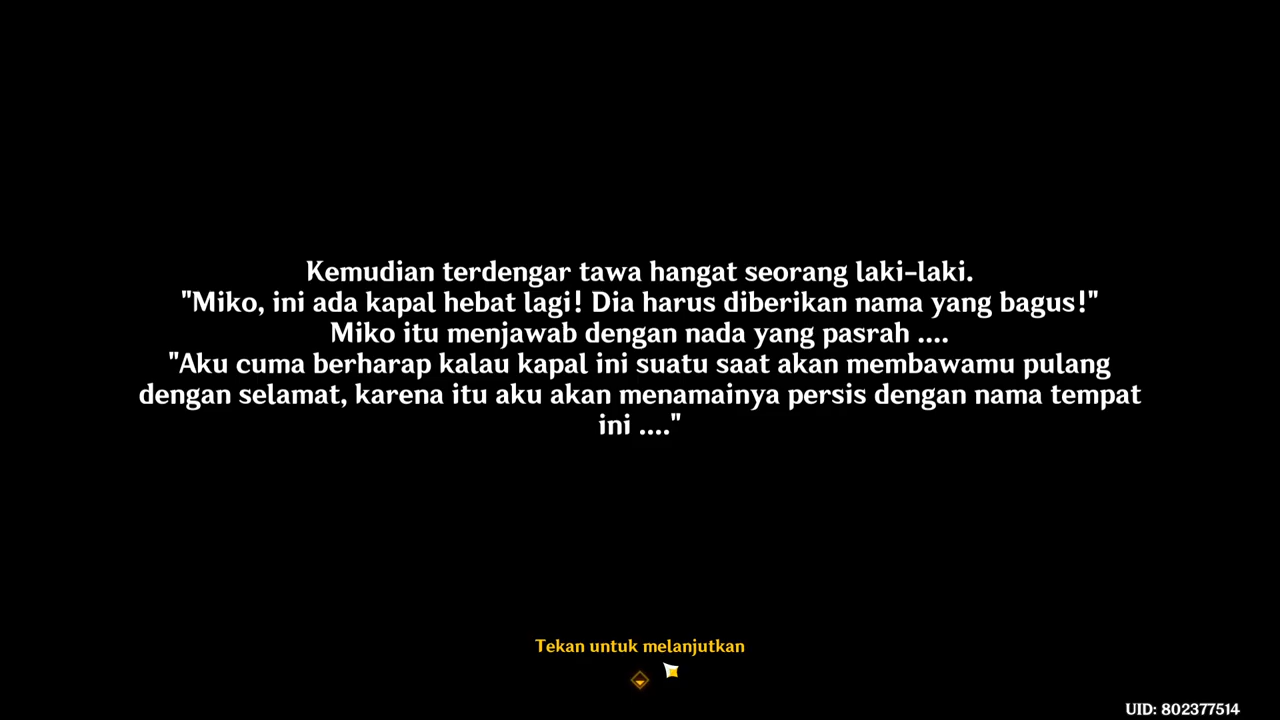 Kemudian terdengar tawa hangat seorang laki-laki.
"Miko, ini ada kapal hebat lagi! Dia harus diberikan nama yang bagus!"
Miko itu menjawab dengan nada yang pasrah ....
"Aku cuma berharap kalau kapal ini suatu saat akan membawamu pulang
dengan selamat, karena itu aku akan menamainya persis dengan nama tempat
ini ...."
Tekan untuk melanjutkan
UID: 802377514